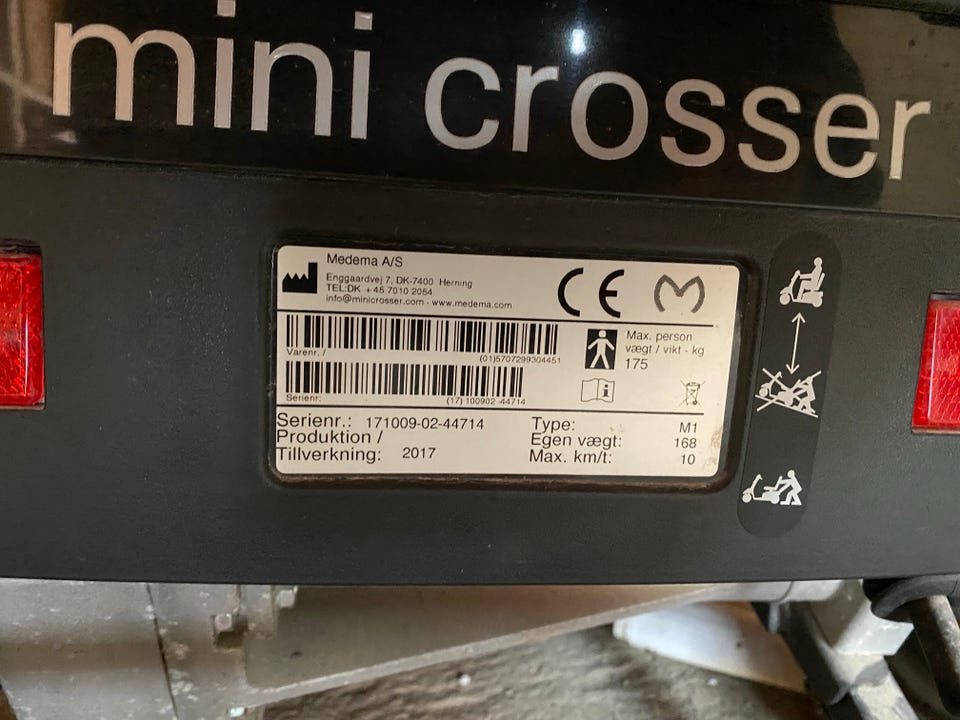 mini crosser
Medema A/S
Enggaardvej 7, DK-7400 Herning
TEL:DK +45 7010 2054
info@minicrosser.com - www.medema.com
CE
Varenr. /
(01)5707299304451
Serienr:
(17) 100902 -44714
Max. person
vægt / vikt - kg
175
Serienr.: 171009-02-44714
Produktion /
Tillverkning: 2017
Type: M1
Egen vægt: 168
Max. km/t: 10